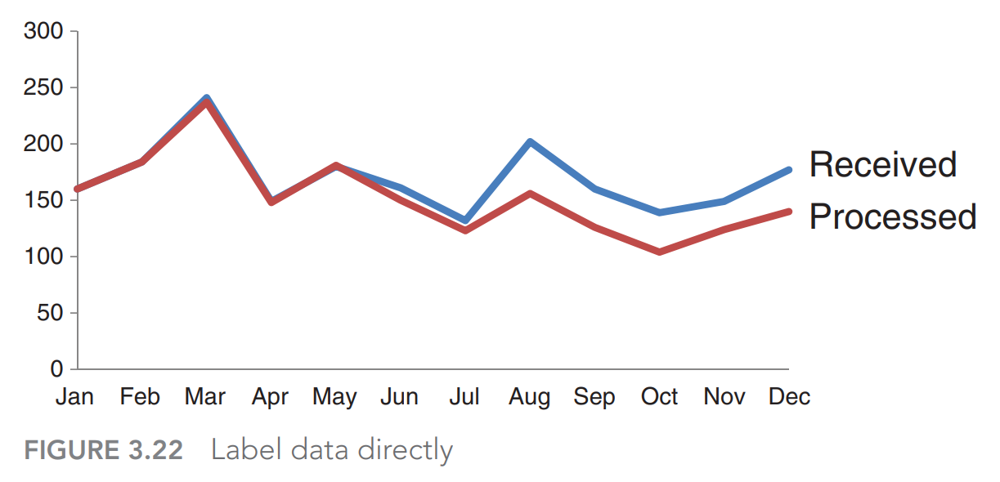 300
250
200
150
100
50
0
Received
Processed
Jan Feb Mar Apr May Jun Jul Aug Sep Oct Nov Dec
FIGURE 3.22 Label data directly